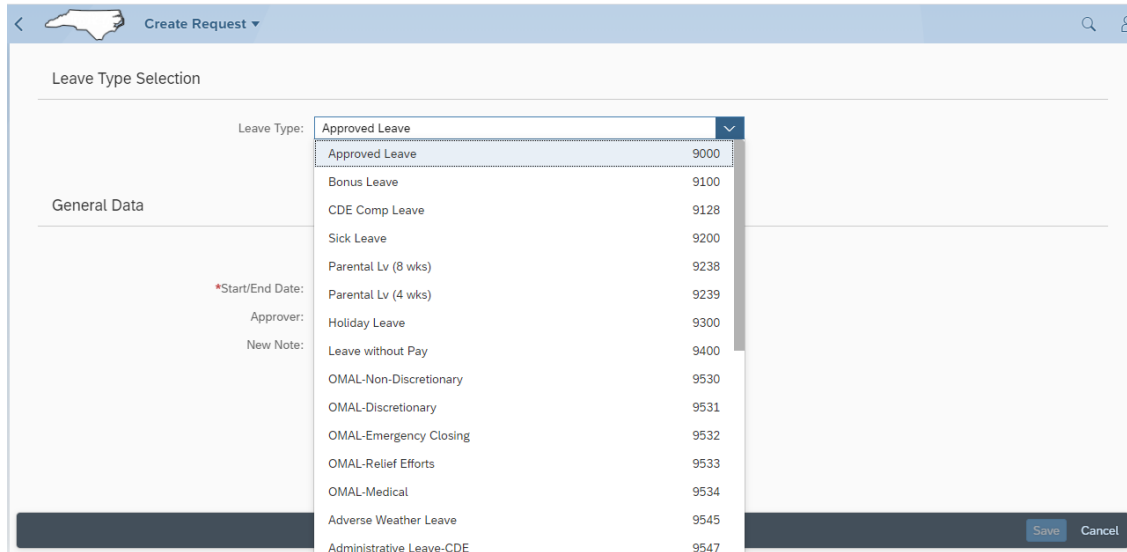 Create Request
Leave Type Selection
Leave Type: Approved Leave
Approved Leave 9000
Bonus Leave 9100
CDE Comp Leave 9128
General Data
Sick Leave 9200
Parental Lv (8 wks) 9238
*Start/End Date:
Parental Lv (4 wks) 9239
Approver:
Holiday Leave 9300
New Note:
Leave without Pay 9400
OMAL-Non-Discretionary 9530
OMAL-Discretionary 9531
OMAL-Emergency Closing 9532
OMAL-Relief Efforts 9533
OMAL-Medical 9534
Adverse Weather Leave 9545
Save Cancel
Administrative Leave-CDE 9547